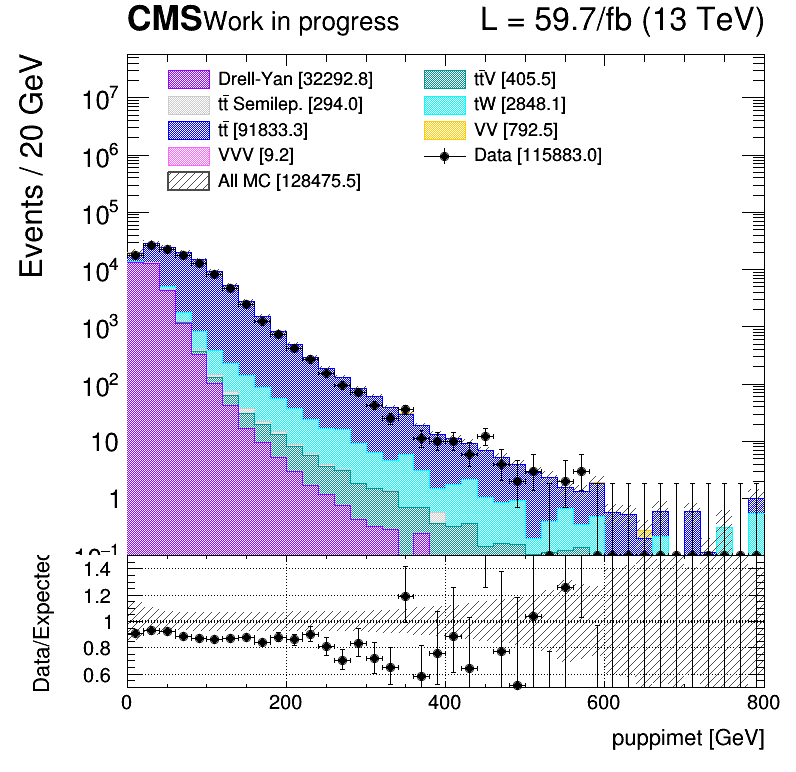 CMS Work in progress L = 59.7/fb (13 TeV)
Events / 20 GeV
Drell-Yan [32292.8]
tt̄ Semilep. [294.0]
tt̄ [91833.3]
VVV [9.2]
All MC [128475.5]
tt̄V [405.5]
tW [2848.1]
VV [792.5]
Data [115883.0]
10⁷
10⁶
10⁵
10⁴
10³
10²
10
1
10⁻¹
Data/Expected
1.4
1.2
1
0.8
0.6
0 200 400 600 800
puppimet [GeV]